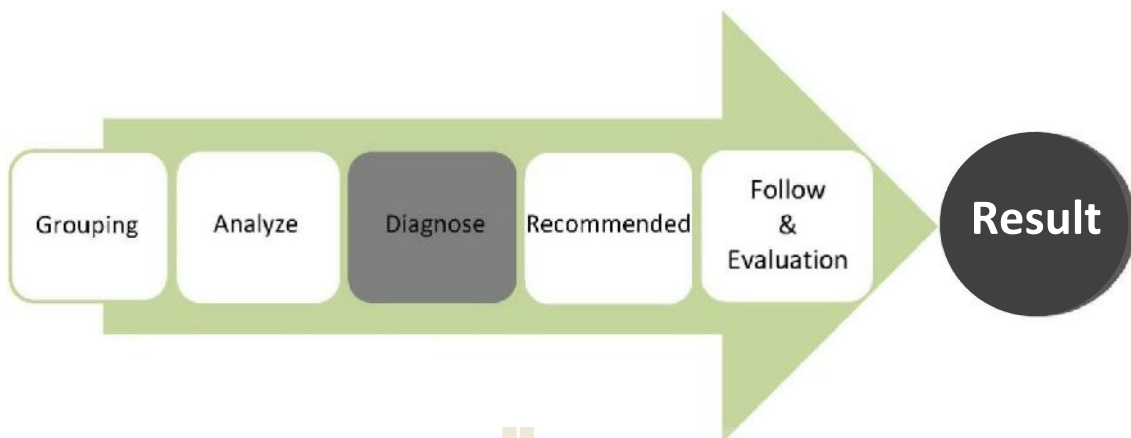 Grouping
Analyze
Diagnose
Recommended
Follow
&
Evaluation
Result